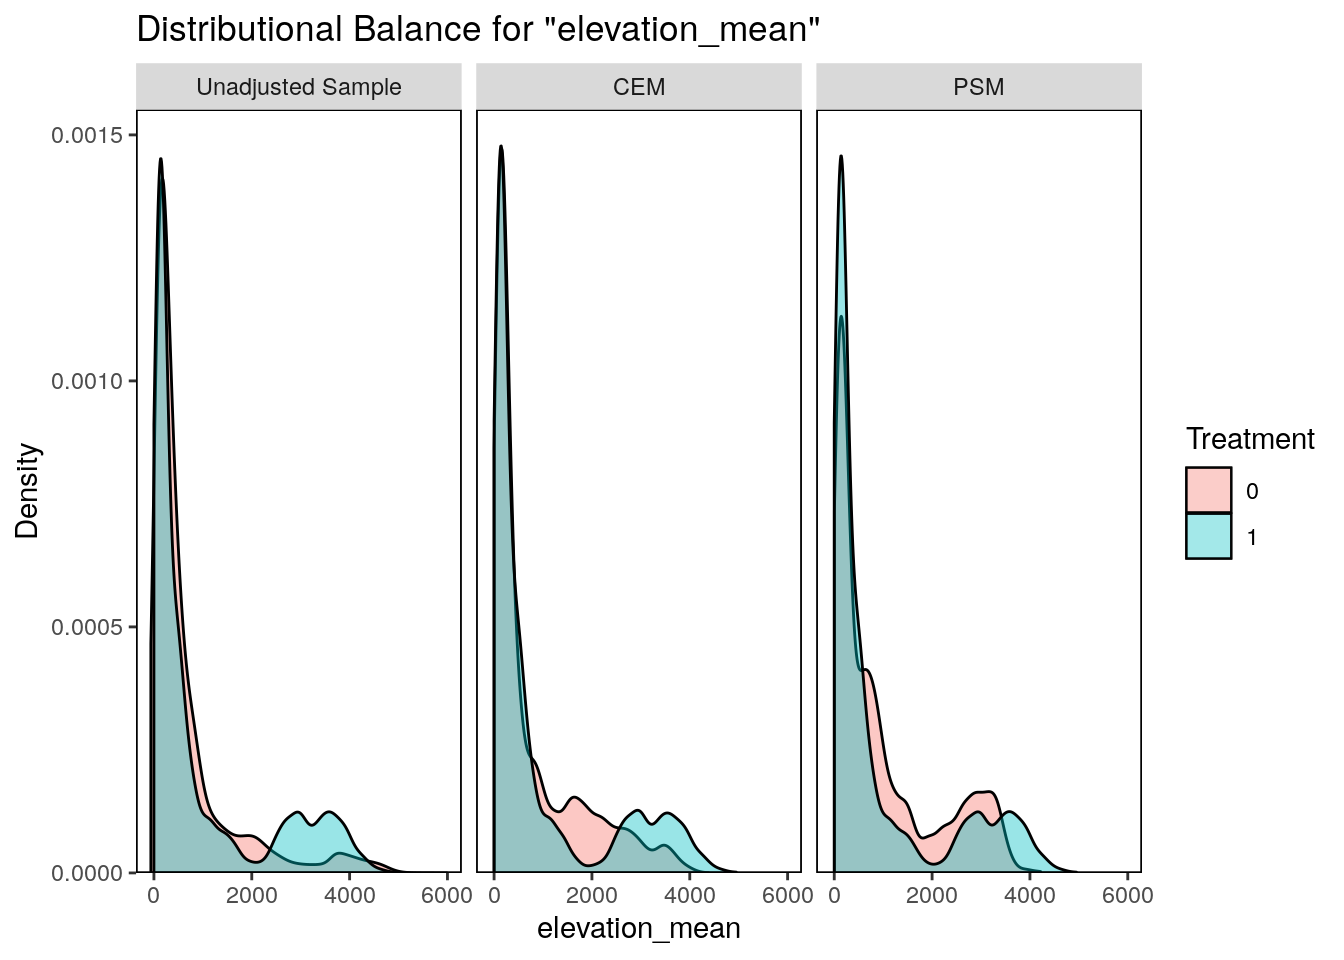 Distributional Balance for "elevation_mean"
Unadjusted Sample
CEM
PSM
0.0015
0.0010
0.0005
0.0000
Density
0 2000 4000 6000
0 2000 4000 6000
0 2000 4000 6000
elevation_mean
Treatment
0
1